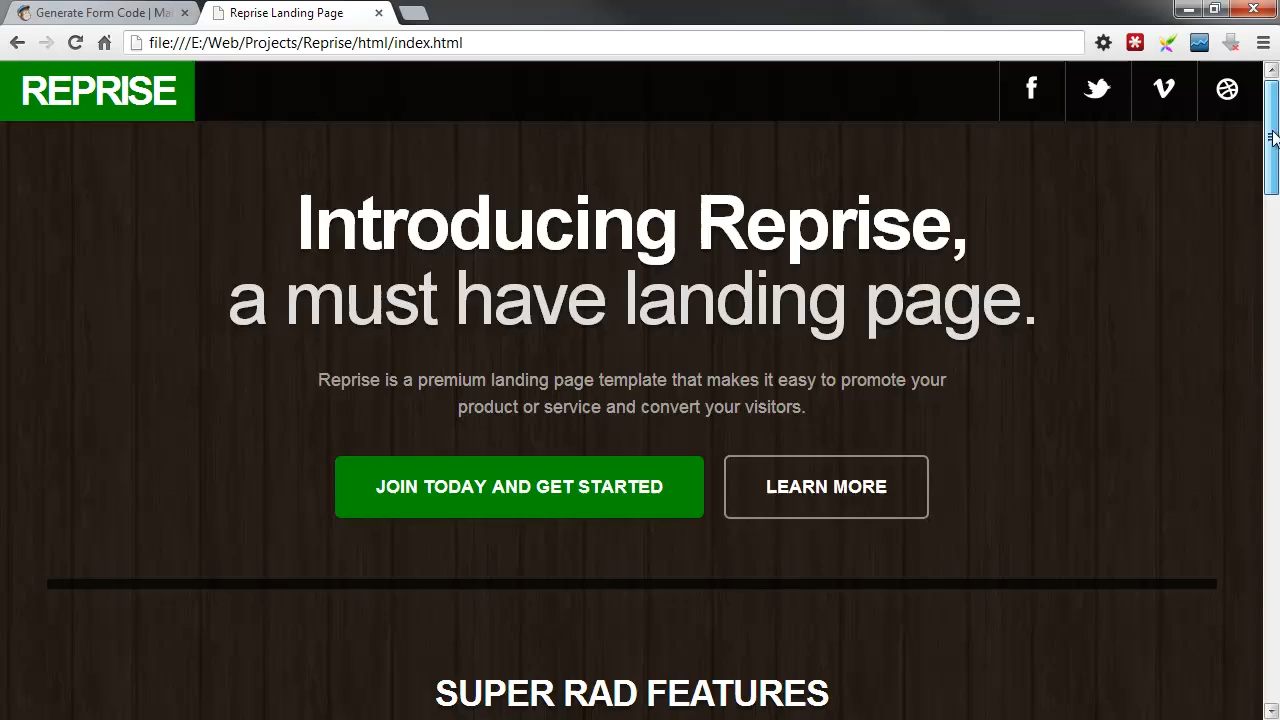 Generate Form Code | Ma
Reprise Landing Page
file:///E:/Web/Projects/Reprise/html/index.html
REPRISE
Introducing Reprise,
a must have landing page.
Reprise is a premium landing page template that makes it easy to promote your
product or service and convert your visitors.
JOIN TODAY AND GET STARTED
LEARN MORE
SUPER RAD FEATURES